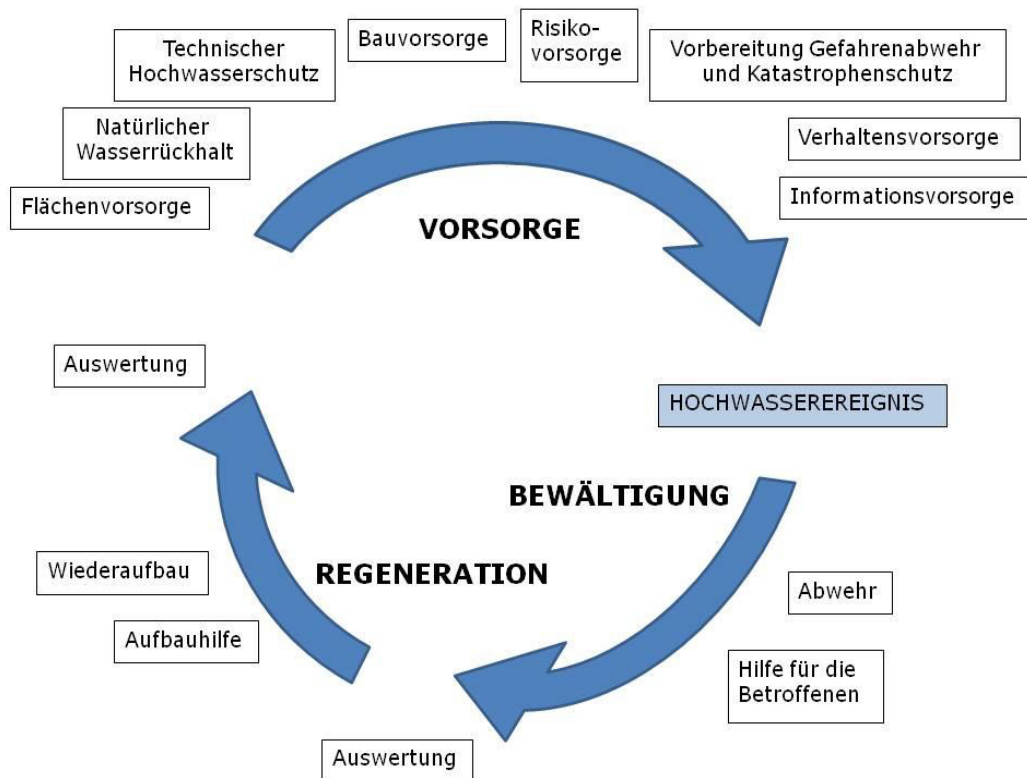 Technischer
Hochwasserschutz
Bauvorsorge
Risiko-
vorsorge
Vorbereitung Gefahrenabwehr
und Katastrophenschutz
Natürlicher
Wasserrückhalt
Verhaltensvorsorge
Flächenvorsorge
Informationsvorsorge
VORSORGE
Auswertung
HOCHWASSEREREIGNIS
BEWÄLTIGUNG
Wiederaufbau
REGENERATION
Abwehr
Aufbauhilfe
Hilfe für die
Betroffenen
Auswertung